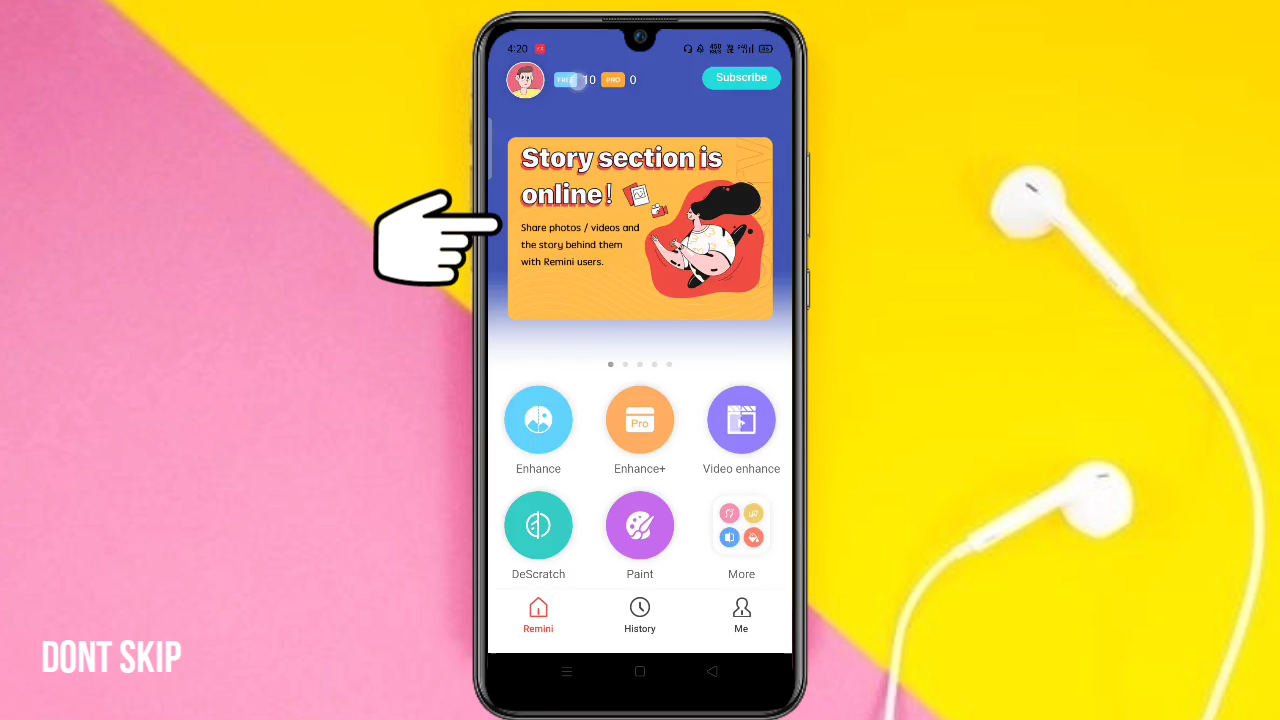 4:20
FREE 10 PRO 0
Subscribe
Story section is
online!
Share photos / videos and
the story behind them
with Remini users.
Pro
Enhance Enhance+ Video enhance
DeScratch Paint More
Remini History Me
DONT SKIP